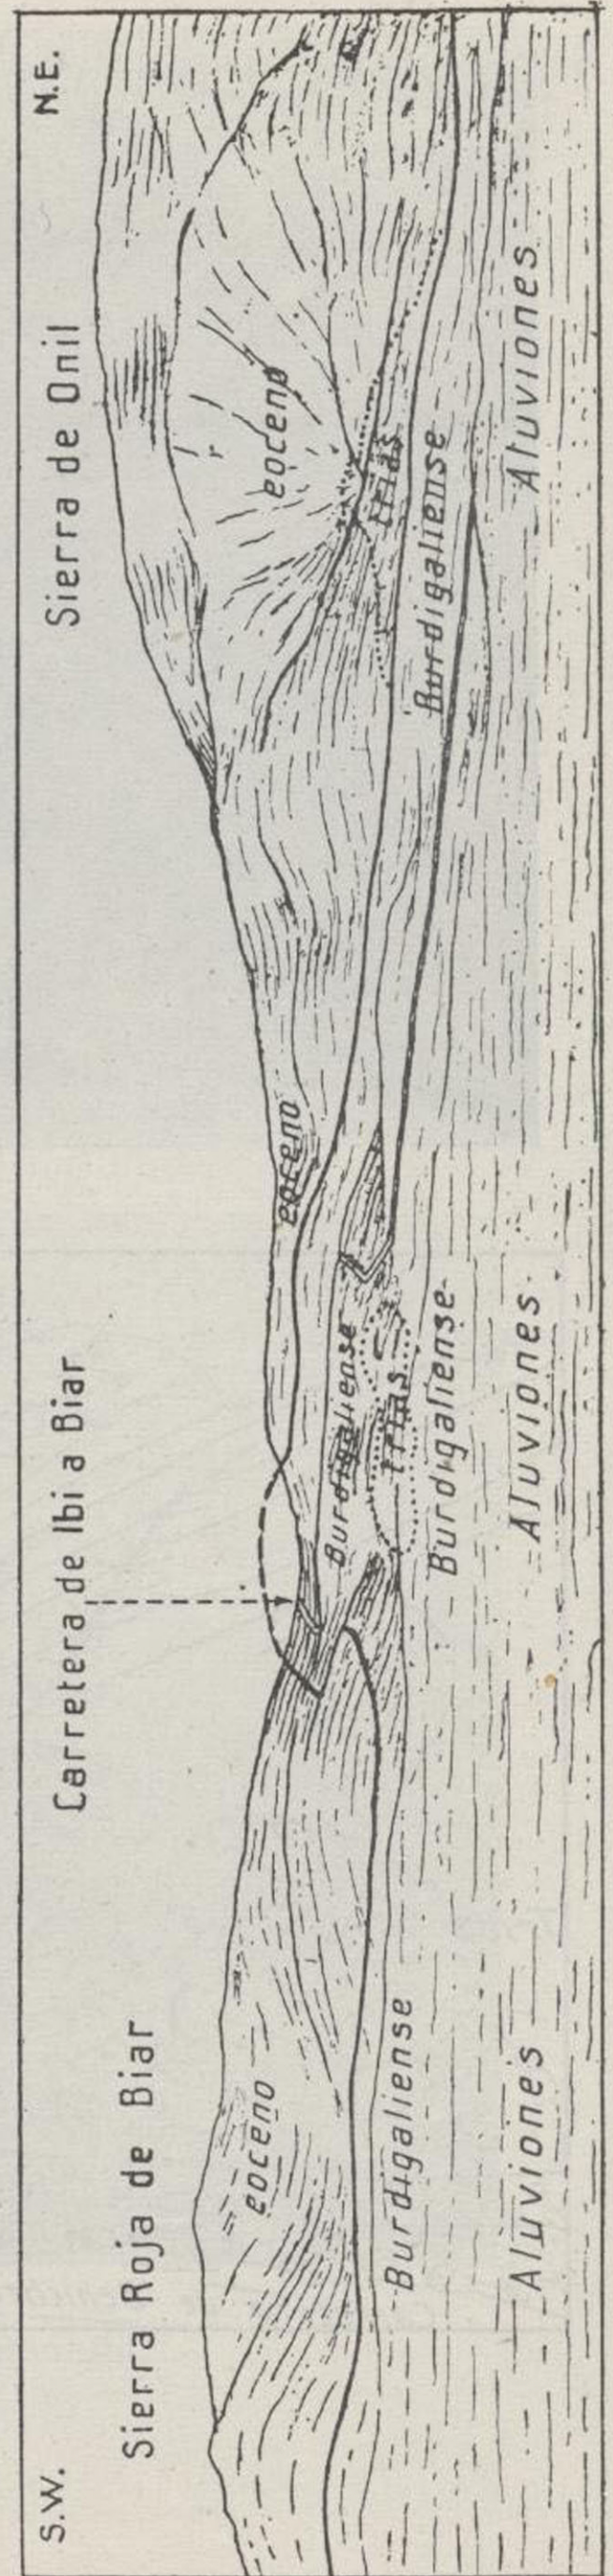 S.W.
N.E.
Sierra Roja de Biar
Carretera de Ibi a Biar
Sierra de Onil
eoceno
eoceno
eoceno
Burdigaliense
Burdigaliense
Trias
Burdigaliense
Trias
Burdigaliense
Aluviones
Aluviones
Aluviones